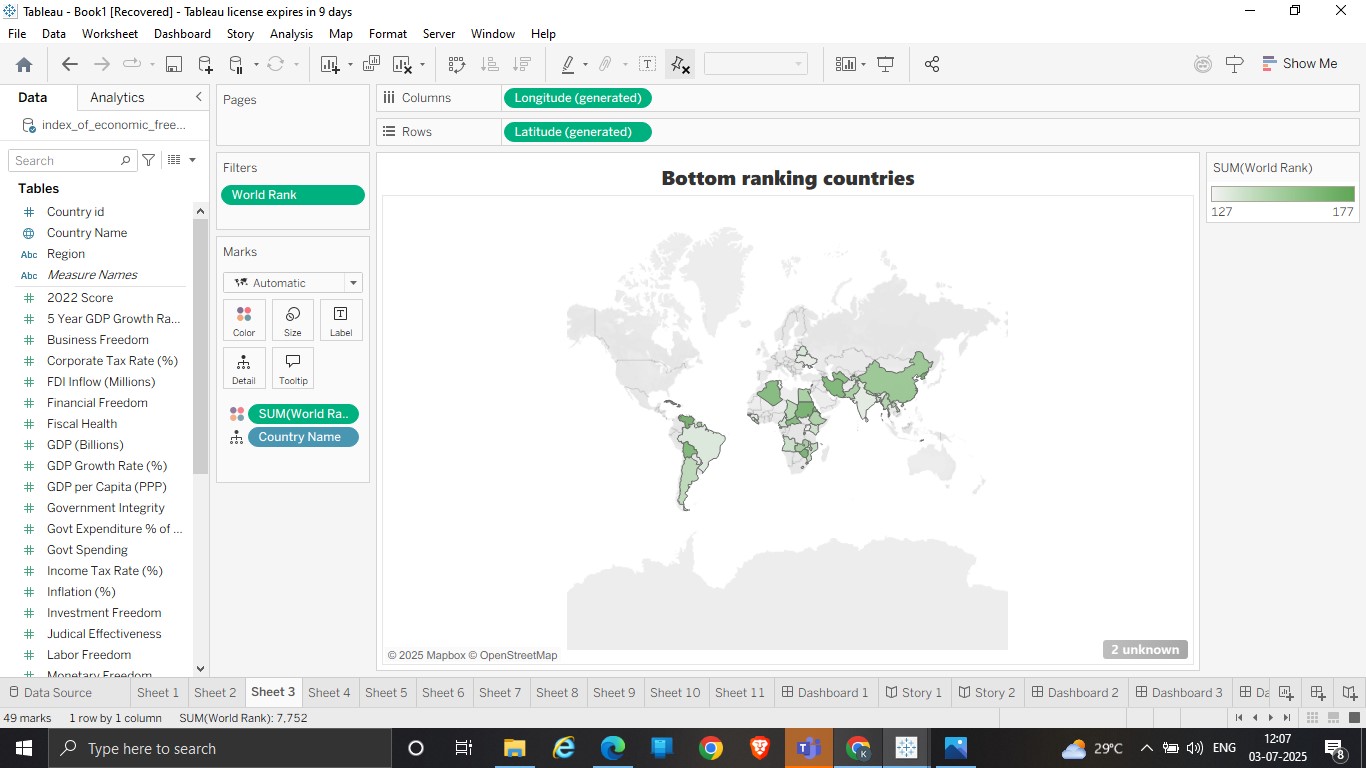 Tableau - Book1 [Recovered] - Tableau license expires in 9 days
File Data Worksheet Dashboard Story Analysis Map Format Server Window Help
Show Me
Data Analytics
index_of_economic_free...
Search
Tables
Country id
Country Name
Abc Region
Abc Measure Names
2022 Score
5 Year GDP Growth Ra...
Business Freedom
Corporate Tax Rate (%)
FDI Inflow (Millions)
Financial Freedom
Fiscal Health
GDP (Billions)
GDP Growth Rate (%)
GDP per Capita (PPP)
Government Integrity
Govt Expenditure % of ...
Govt Spending
Income Tax Rate (%)
Inflation (%)
Investment Freedom
Judical Effectiveness
Labor Freedom
Monetary Freedom
Pages
Filters
World Rank
Marks
Automatic
Color Size Label
Detail Tooltip
SUM(World Ra..
Country Name
Columns Longitude (generated)
Rows Latitude (generated)
Bottom ranking countries
© 2025 Mapbox © OpenStreetMap
2 unknown
SUM(World Rank)
127 177
Data Source Sheet 1 Sheet 2 Sheet 3 Sheet 4 Sheet 5 Sheet 6 Sheet 7 Sheet 8 Sheet 9 Sheet 10 Sheet 11 Dashboard 1 Story 1 Story 2 Dashboard 2 Dashboard 3 Da
49 marks 1 row by 1 column SUM(World Rank): 7,752
Type here to search
29°C ENG
12:07
03-07-2025
8